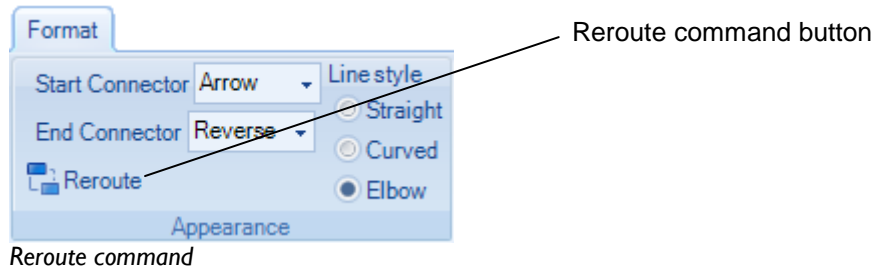 Format
Reroute command button
Start Connector Arrow
Line style
Straight
End Connector Reverse
Curved
Reroute
Elbow
Appearance
Reroute command